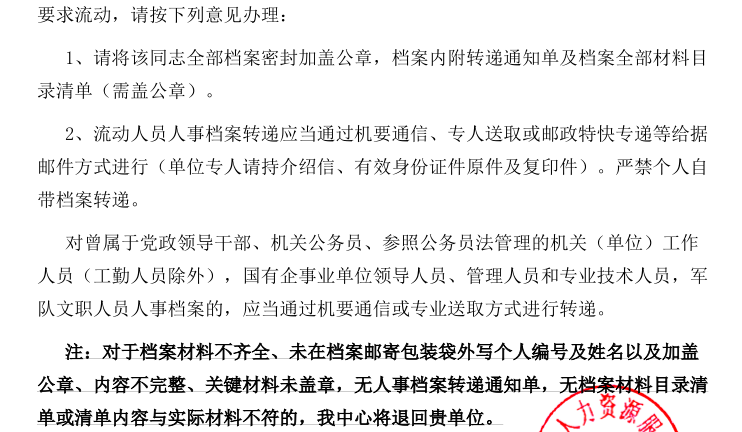 要求流动，请按下列意见办理：
1、请将该同志全部档案密封加盖公章，档案内附转递通知单及档案全部材料目
录清单（需盖公章）。
2、流动人员人事档案转递应当通过机要通信、专人送取或邮政特快专递等给据
邮件方式进行（单位专人请持介绍信、有效身份证件原件及复印件）。严禁个人自
带档案转递。
对曾属于党政领导干部、机关公务员、参照公务员法管理的机关（单位）工作
人员（工勤人员除外），国有企事业单位领导人员、管理人员和专业技术人员，军
队文职人员人事档案的，应当通过机要通信或专业送取方式进行转递。
注：对于档案材料不齐全、未在档案邮寄包装袋外写个人编号及姓名以及加盖
公章、内容不完整、关键材料未盖章，无人事档案转递通知单，无档案材料目录清
单或清单内容与实际材料不符的，我中心将退回贵单位。
人力资源服